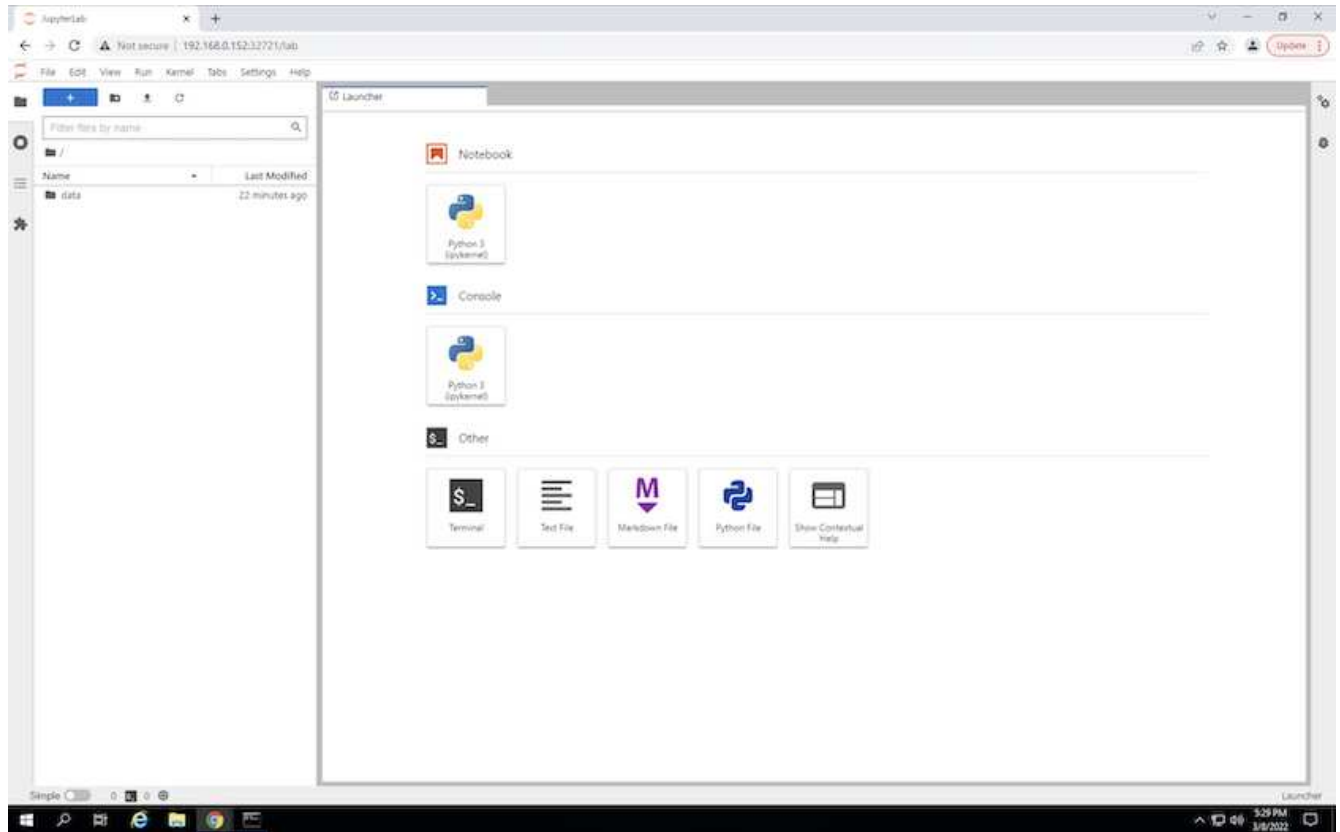 JupyterLab
Not secure | 192.168.0.152:32721/lab
Update
File Edit View Run Kernel Tabs Settings Help
+
Launcher
Filter files by name
/
Name Last Modified
data 22 minutes ago
Notebook
Python 3
(ipykernel)
Console
Python 3
(ipykernel)
Other
$_
M
Terminal Text File Markdown File Python File Show Contextual
Help
Simple 0 0
Launcher
5:29 PM
3/8/2022